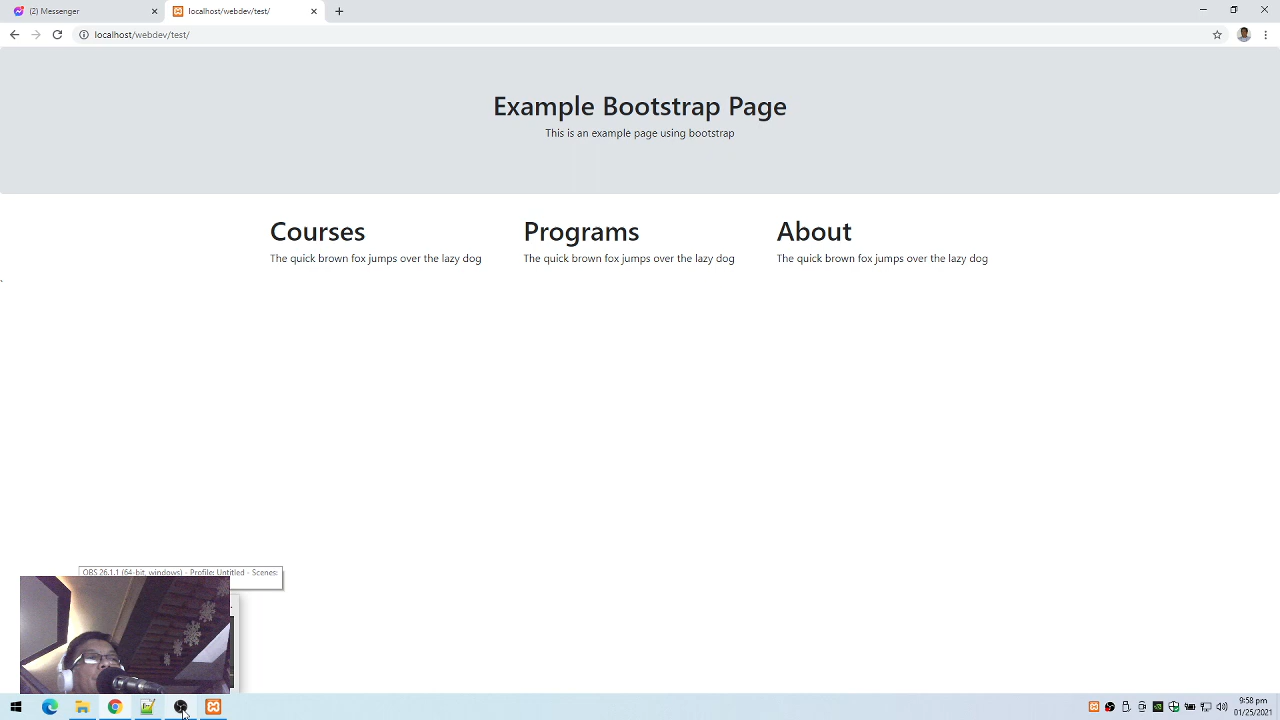 (2) Messenger
localhost/webdev/test/
localhost/webdev/test/
Example Bootstrap Page
This is an example page using bootstrap
Courses
The quick brown fox jumps over the lazy dog
Programs
The quick brown fox jumps over the lazy dog
About
The quick brown fox jumps over the lazy dog
`
OBS 26.1.1 (64-bit, windows) - Profile: Untitled - Scenes:
9:58 pm
01/25/2021